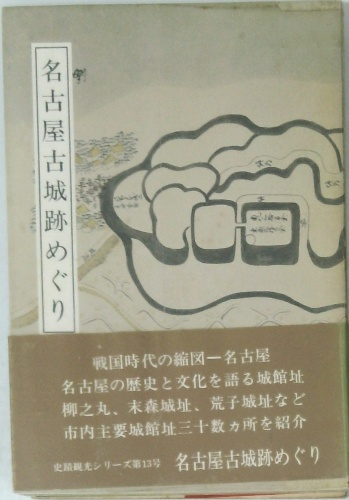 名古屋古城跡めぐり
戦国時代の縮図ー名古屋
名古屋の歴史と文化を語る城館址
柳之丸、末森城址、荒子城址など
市内主要城館址三十数ヵ所を紹介
史蹟観光シリーズ第13号 名古屋古城跡めぐり